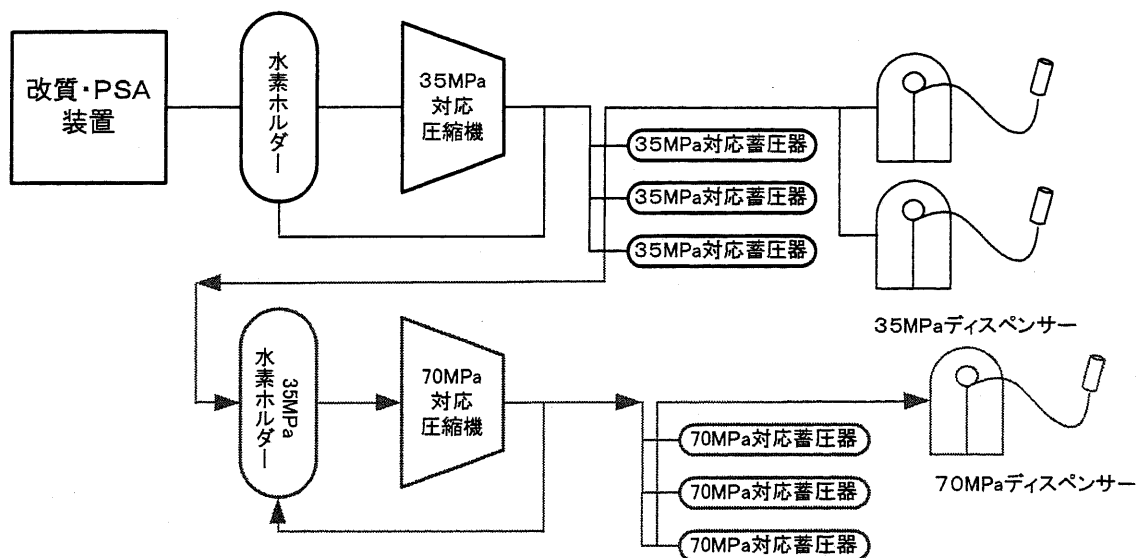 改質・PSA
装置
水素ホルダー
35MPa
対応
圧縮機
35MPa対応蓄圧器
35MPa対応蓄圧器
35MPa対応蓄圧器
35MPaディスペンサー
35MPa
水素ホルダー
70MPa
対応
圧縮機
70MPa対応蓄圧器
70MPa対応蓄圧器
70MPa対応蓄圧器
70MPaディスペンサー